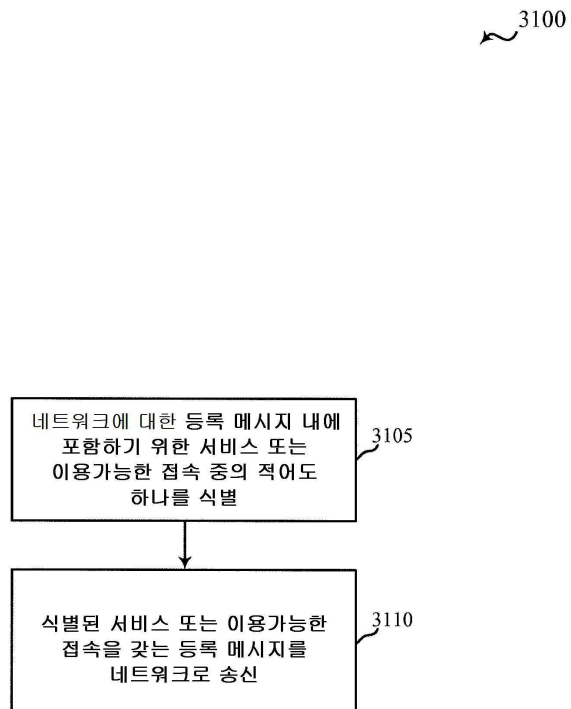 3100
네트워크에 대한 등록 메시지 내에
포함하기 위한 서비스 또는
이용가능한 접속 중의 적어도
하나를 식별
3105
식별된 서비스 또는 이용가능한
접속을 갖는 등록 메시지를
네트워크로 송신
3110